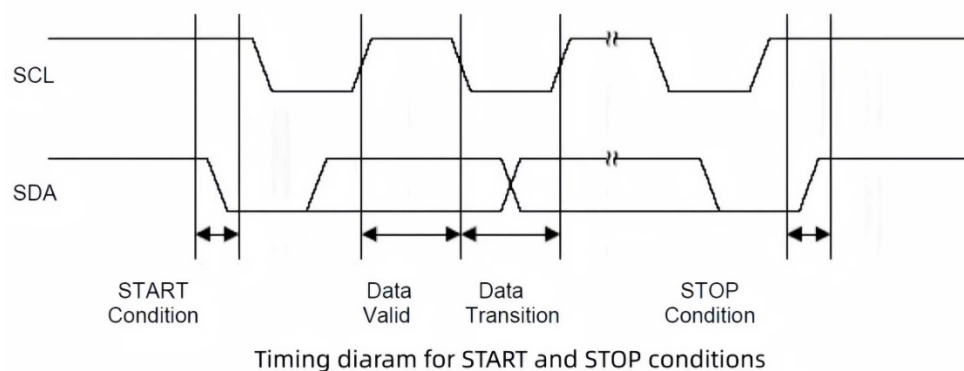 SCL
SDA
START Condition
Data Valid
Data Transition
STOP Condition
Timing diaram for START and STOP conditions